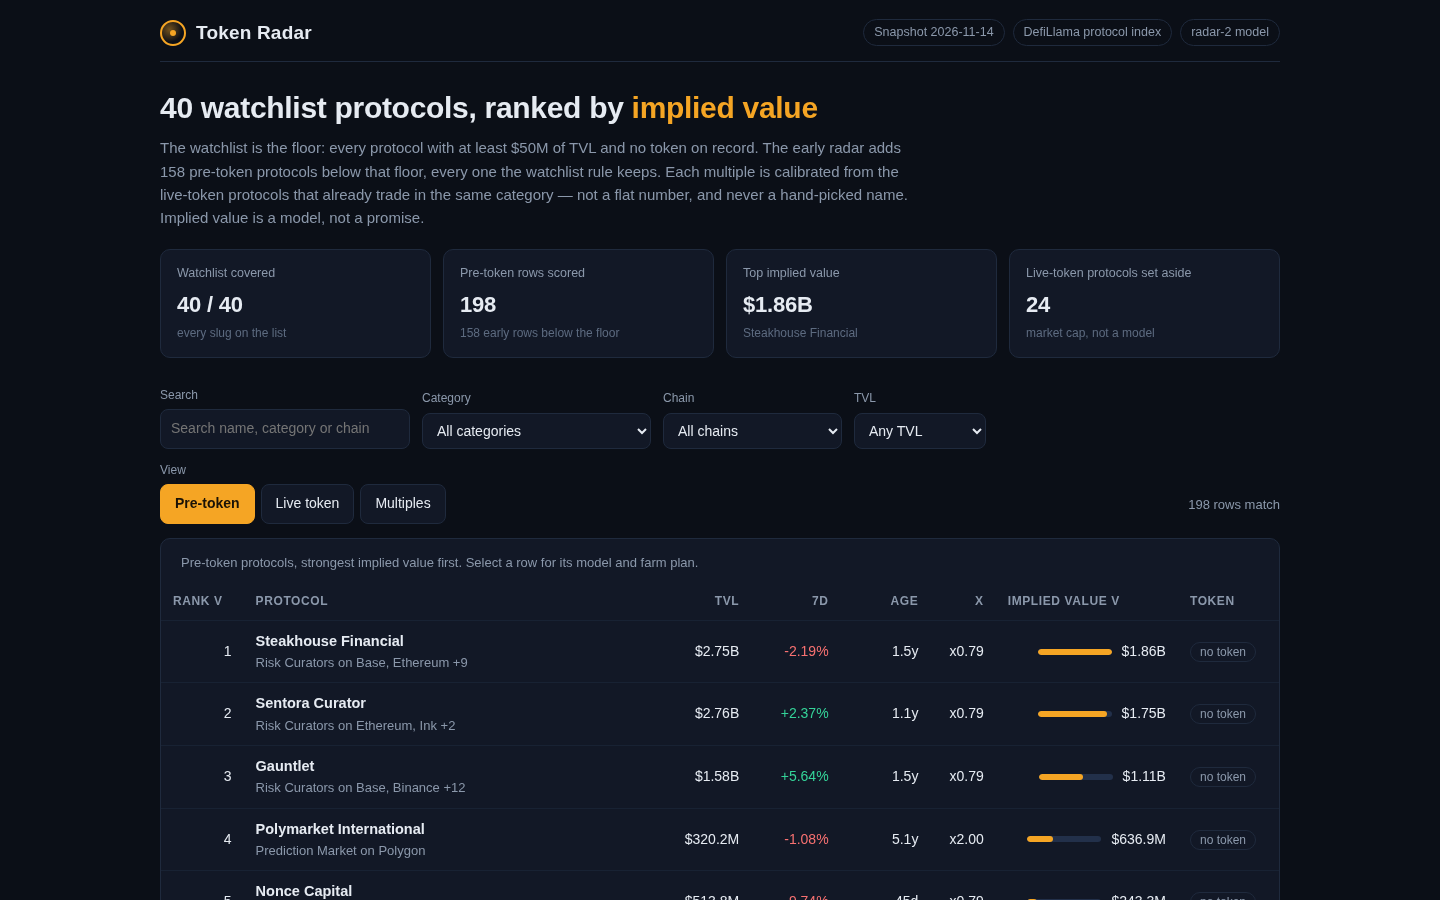 Token Radar
Snapshot 2026-11-14
DefiLlama protocol index
radar-2 model
40 watchlist protocols, ranked by implied value
The watchlist is the floor: every protocol with at least $50M of TVL and no token on record. The early radar adds
158 pre-token protocols below that floor, every one the watchlist rule keeps. Each multiple is calibrated from the
live-token protocols that already trade in the same category — not a flat number, and never a hand-picked name.
Implied value is a model, not a promise.
Watchlist covered
40 / 40
every slug on the list
Pre-token rows scored
198
158 early rows below the floor
Top implied value
$1.86B
Steakhouse Financial
Live-token protocols set aside
24
market cap, not a model
Search
Search name, category or chain
Category
All categories
Chain
All chains
TVL
Any TVL
View
Pre-token
Live token
Multiples
198 rows match
Pre-token protocols, strongest implied value first. Select a row for its model and farm plan.
RANK V PROTOCOL TVL 7D AGE X IMPLIED VALUE V TOKEN
1 Steakhouse Financial $2.75B -2.19% 1.5y x0.79 $1.86B no token
Risk Curators on Base, Ethereum +9
2 Sentora Curator $2.76B +2.37% 1.1y x0.79 $1.75B no token
Risk Curators on Ethereum, Ink +2
3 Gauntlet $1.58B +5.64% 1.5y x0.79 $1.11B no token
Risk Curators on Base, Binance +12
4 Polymarket International $320.2M -1.08% 5.1y x2.00 $636.9M no token
Prediction Market on Polygon
Nonce Capital